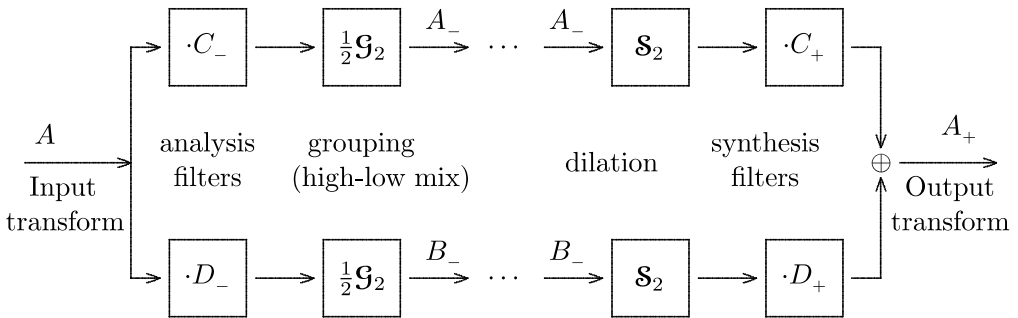 ·C₋ ½𝓖₂ A₋ ··· A₋ 𝓢₂ ·C₊
A analysis grouping dilation synthesis ⊕ A₊
filters (high-low mix) filters
Input Output
transform transform
·D₋ ½𝓖₂ B₋ ··· B₋ 𝓢₂ ·D₊